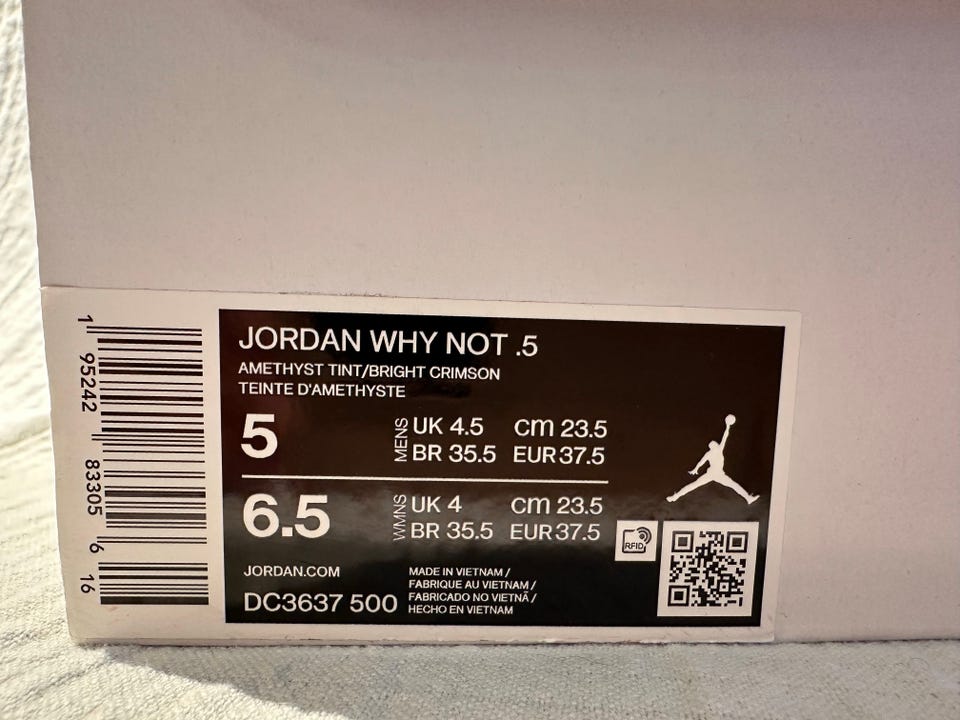 JORDAN WHY NOT .5
AMETHYST TINT/BRIGHT CRIMSON
TEINTE D'AMETHYSTE
5
MENS
UK 4.5 cm 23.5
BR 35.5 EUR 37.5
6.5
WMNS
UK 4 cm 23.5
BR 35.5 EUR 37.5
RFID
JORDAN.COM
DC3637 500
MADE IN VIETNAM /
FABRIQUE AU VIETNAM /
FABRICADO NO VIETNÃ /
HECHO EN VIETNAM
1 95242 83305 6 16